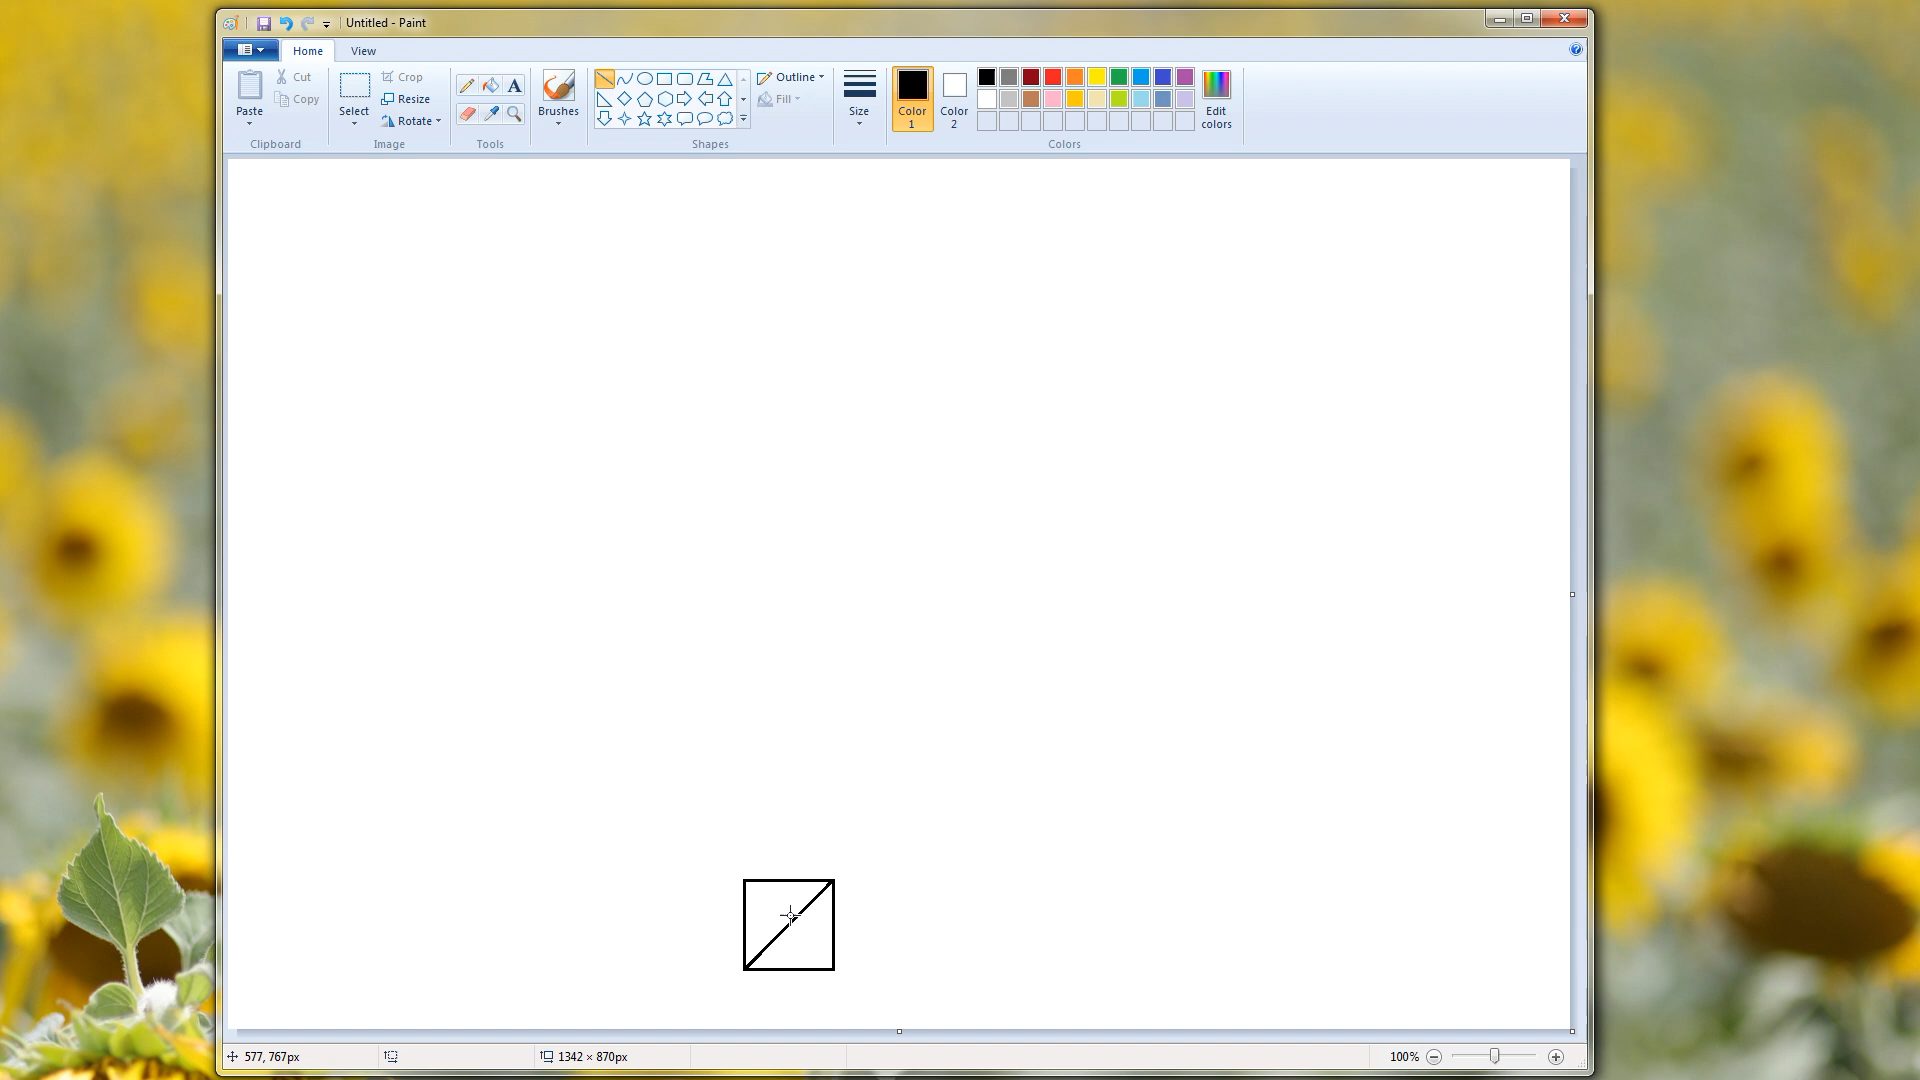 Untitled - Paint
Home View
Cut
Copy
Paste
Clipboard
Select
Crop
Resize
Rotate
Image
A
Tools
Brushes
Shapes
Outline
Fill
Size
Color 1
Color 2
Edit colors
Colors
577, 767px
1342 × 870px
100%